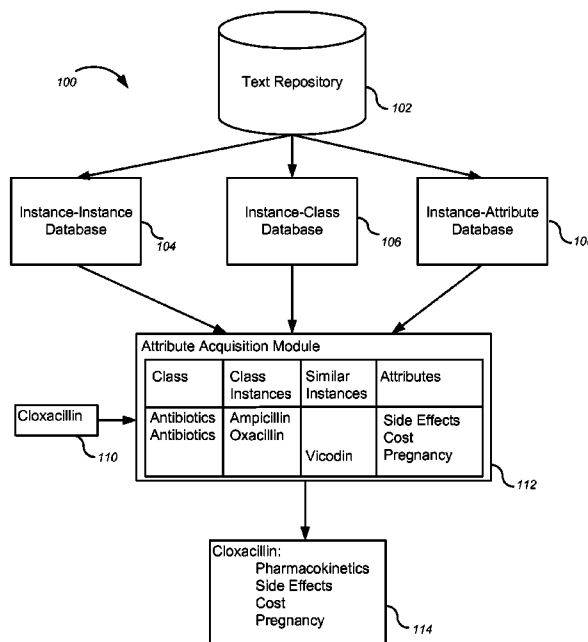 100
Text Repository
102
Instance-Instance
Database
104
Instance-Class
Database
106
Instance-Attribute
Database
Attribute Acquisition Module
Class
Class
Instances
Similar
Instances
Attributes
Antibiotics
Antibiotics
Ampicillin
Oxacillin
Vicodin
Side Effects
Cost
Pregnancy
Cloxacillin
110
112
Cloxacillin:
Pharmacokinetics
Side Effects
Cost
Pregnancy
114